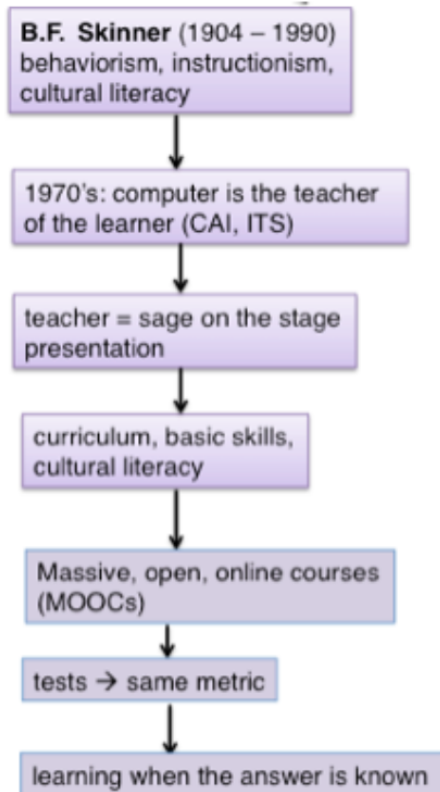 B.F. Skinner (1904 – 1990)
behaviorism, instructionism,
cultural literacy
1970's: computer is the teacher
of the learner (CAI, ITS)
teacher = sage on the stage
presentation
curriculum, basic skills,
cultural literacy
Massive, open, online courses
(MOOCs)
tests → same metric
learning when the answer is known